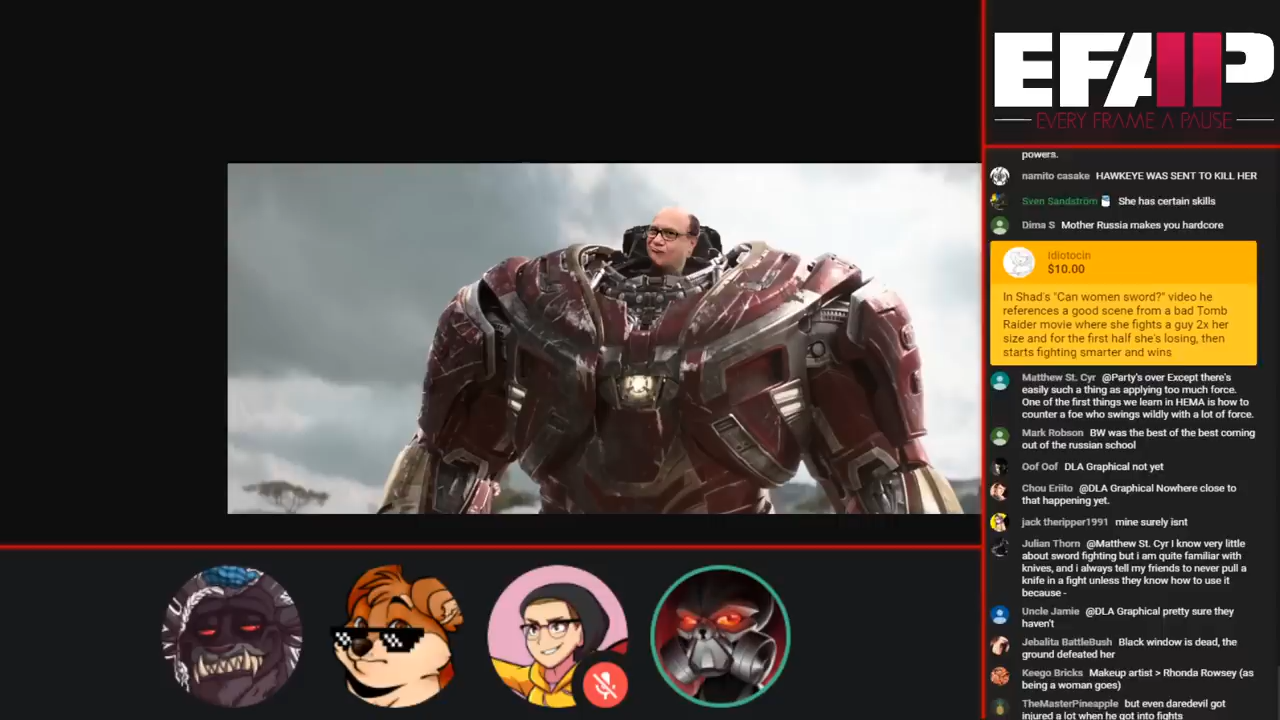 EFAP
EVERY FRAME A PAUSE
powers.
namito casake HAWKEYE WAS SENT TO KILL HER
Sven Sandström She has certain skills
Dima S Mother Russia makes you hardcore
Idiotocin
$10.00
In Shad's "Can women sword?" video he
references a good scene from a bad Tomb
Raider movie where she fights a guy 2x her
size and for the first half she's losing, then
starts fighting smarter and wins
Matthew St. Cyr @Party's over Except there's
easily such a thing as applying too much force.
One of the first things we learn in HEMA is how to
counter a foe who swings wildly with a lot of force.
Mark Robson BW was the best of the best coming
out of the russian school
Oof Oof DLA Graphical not yet
Chou Eriito @DLA Graphical Nowhere close to
that happening yet.
jack theripper1991 mine surely isnt
Julian Thorn @Matthew St. Cyr I know very little
about sword fighting but i am quite familiar with
knives, and i always tell my friends to never pull a
knife in a fight unless they know how to use it
because -
Uncle Jamie @DLA Graphical pretty sure they
haven't
Jebalita BattleBush Black window is dead, the
ground defeated her
Keego Bricks Makeup artist > Rhonda Rowsey (as
being a woman goes)
TheMasterPineapple but even daredevil got
injured a lot when he got into fights